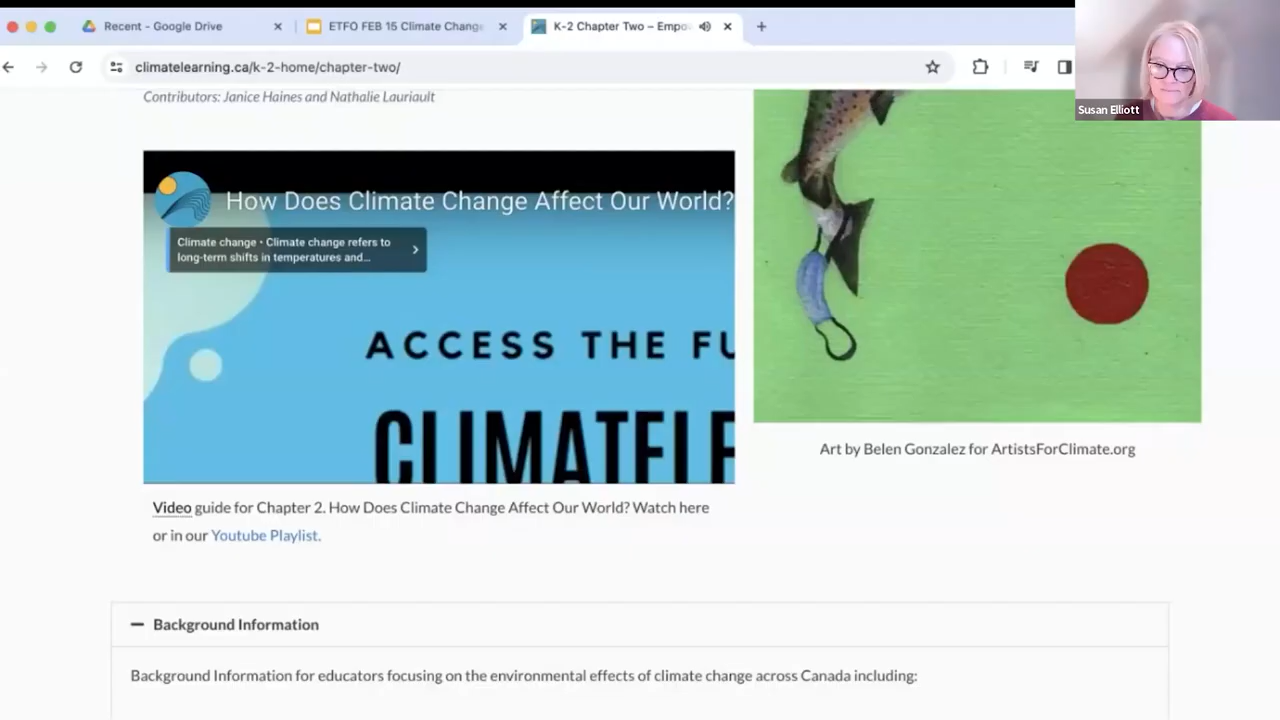 Recent - Google Drive
ETFO FEB 15 Climate Change
K-2 Chapter Two – Empo
climatelearning.ca/k-2-home/chapter-two/
Susan Elliott
Contributors: Janice Haines and Nathalie Lauriault
How Does Climate Change Affect Our World?
Climate change • Climate change refers to
long-term shifts in temperatures and...
ACCESS THE FU
CLIMATELE
Art by Belen Gonzalez for ArtistsForClimate.org
Video guide for Chapter 2. How Does Climate Change Affect Our World? Watch here
or in our Youtube Playlist.
Background Information
Background Information for educators focusing on the environmental effects of climate change across Canada including: